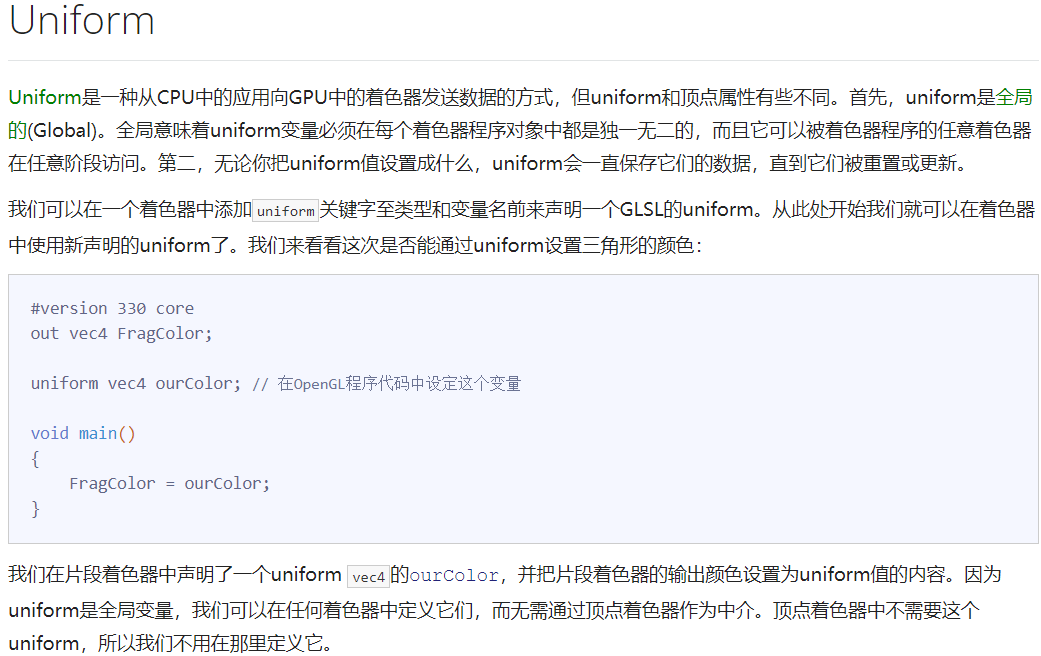 Uniform
Uniform是一种从CPU中的应用向GPU中的着色器发送数据的方式，但uniform和顶点属性有些不同。首先，uniform是全局
的(Global)。全局意味着uniform变量必须在每个着色器程序对象中都是独一无二的，而且它可以被着色器程序的任意着色器
在任意阶段访问。第二，无论你把uniform值设置成什么，uniform会一直保存它们的数据，直到它们被重置或更新。
我们可以在一个着色器中添加uniform关键字至类型和变量名前来声明一个GLSL的uniform。从此处开始我们就可以在着色器
中使用新声明的uniform了。我们来看看这次是否能通过uniform设置三角形的颜色：
#version 330 core
out vec4 FragColor;
uniform vec4 ourColor; // 在OpenGL程序代码中设定这个变量
void main()
{
    FragColor = ourColor;
}
我们在片段着色器中声明了一个uniform vec4的ourColor，并把片段着色器的输出颜色设置为uniform值的内容。因为
uniform是全局变量，我们可以在任何着色器中定义它们，而无需通过顶点着色器作为中介。顶点着色器中不需要这个
uniform，所以我们不用在那里定义它。